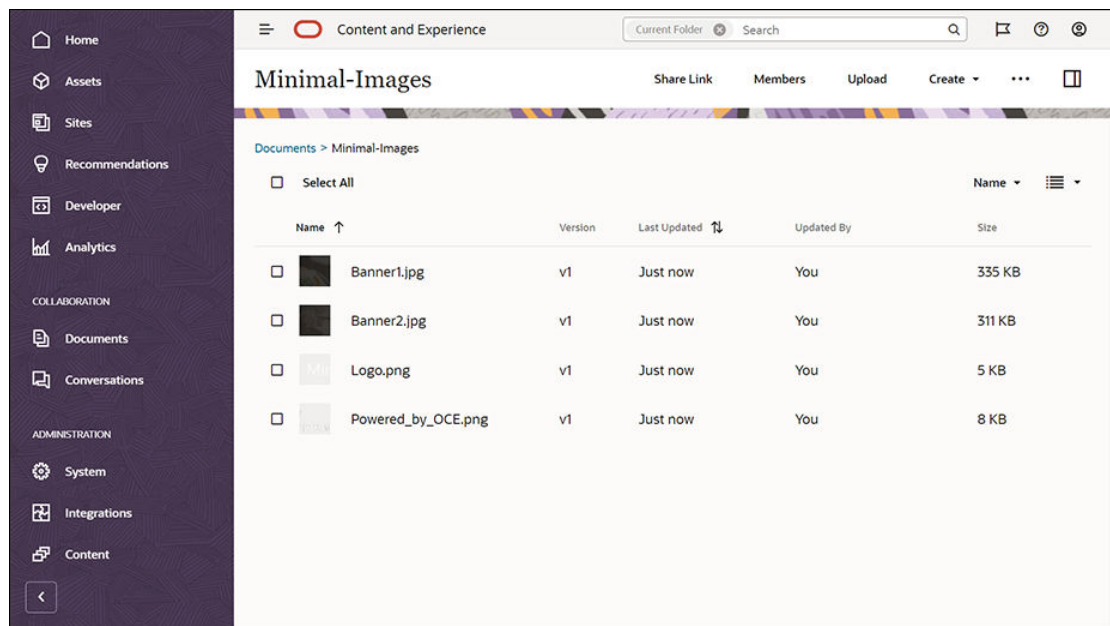 Home
Assets
Sites
Recommendations
Developer
Analytics
COLLABORATION
Documents
Conversations
ADMINISTRATION
System
Integrations
Content
Content and Experience
Current Folder Search
Minimal-Images Share Link Members Upload Create
Documents > Minimal-Images
Select All Name
Name Version Last Updated Updated By Size
Banner1.jpg v1 Just now You 335 KB
Banner2.jpg v1 Just now You 311 KB
Logo.png v1 Just now You 5 KB
Powered_by_OCE.png v1 Just now You 8 KB